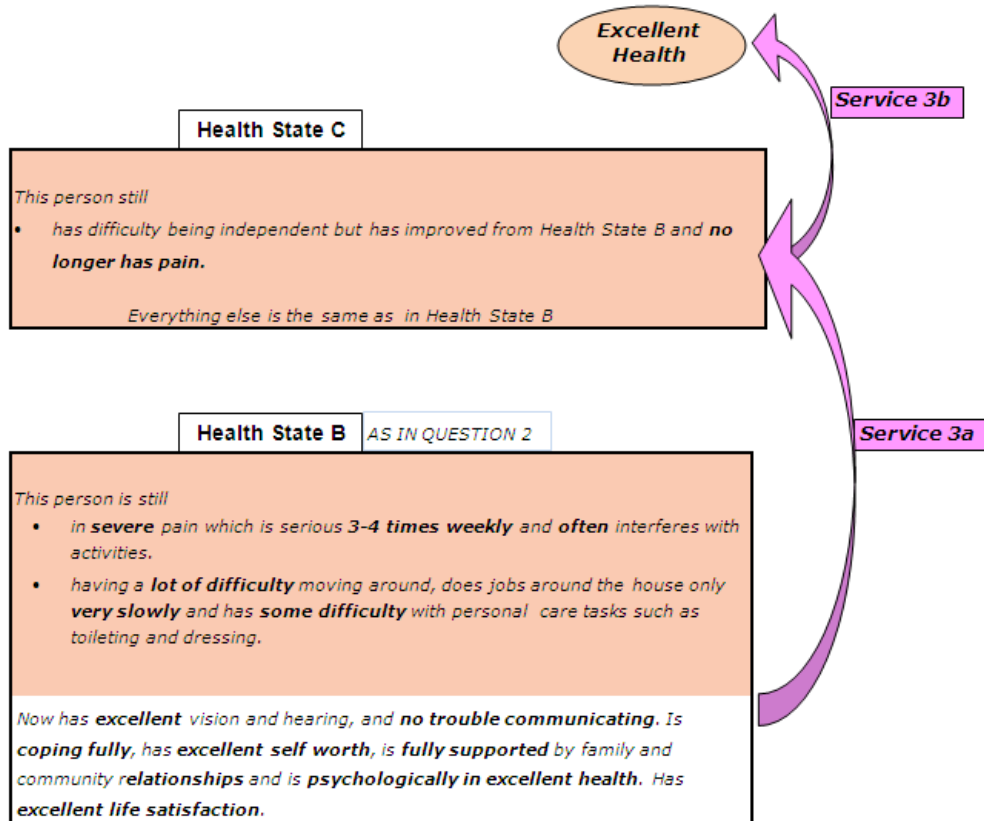 Excellent
Health
Service 3b
Health State C
This person still
• has difficulty being independent but has improved from Health State B and no
longer has pain.
Everything else is the same as in Health State B
Health State B AS IN QUESTION 2
Service 3a
This person is still
• in severe pain which is serious 3-4 times weekly and often interferes with
activities.
• having a lot of difficulty moving around, does jobs around the house only
very slowly and has some difficulty with personal care tasks such as
toileting and dressing.
Now has excellent vision and hearing, and no trouble communicating. Is
coping fully, has excellent self worth, is fully supported by family and
community relationships and is psychologically in excellent health. Has
excellent life satisfaction.